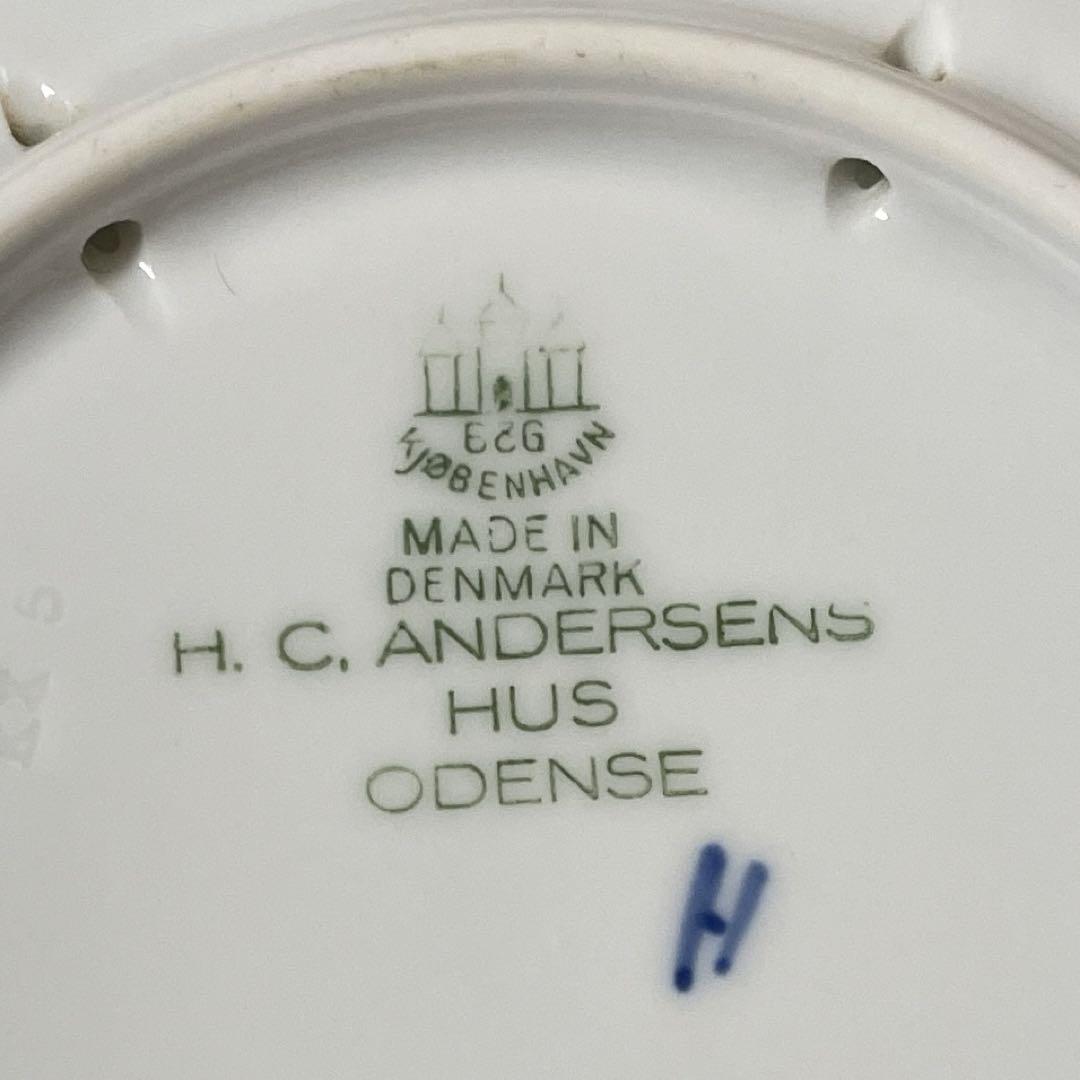 B&G
KJØBENHAVN
MADE IN
DENMARK
H. C. ANDERSENS
HUS
ODENSE
H